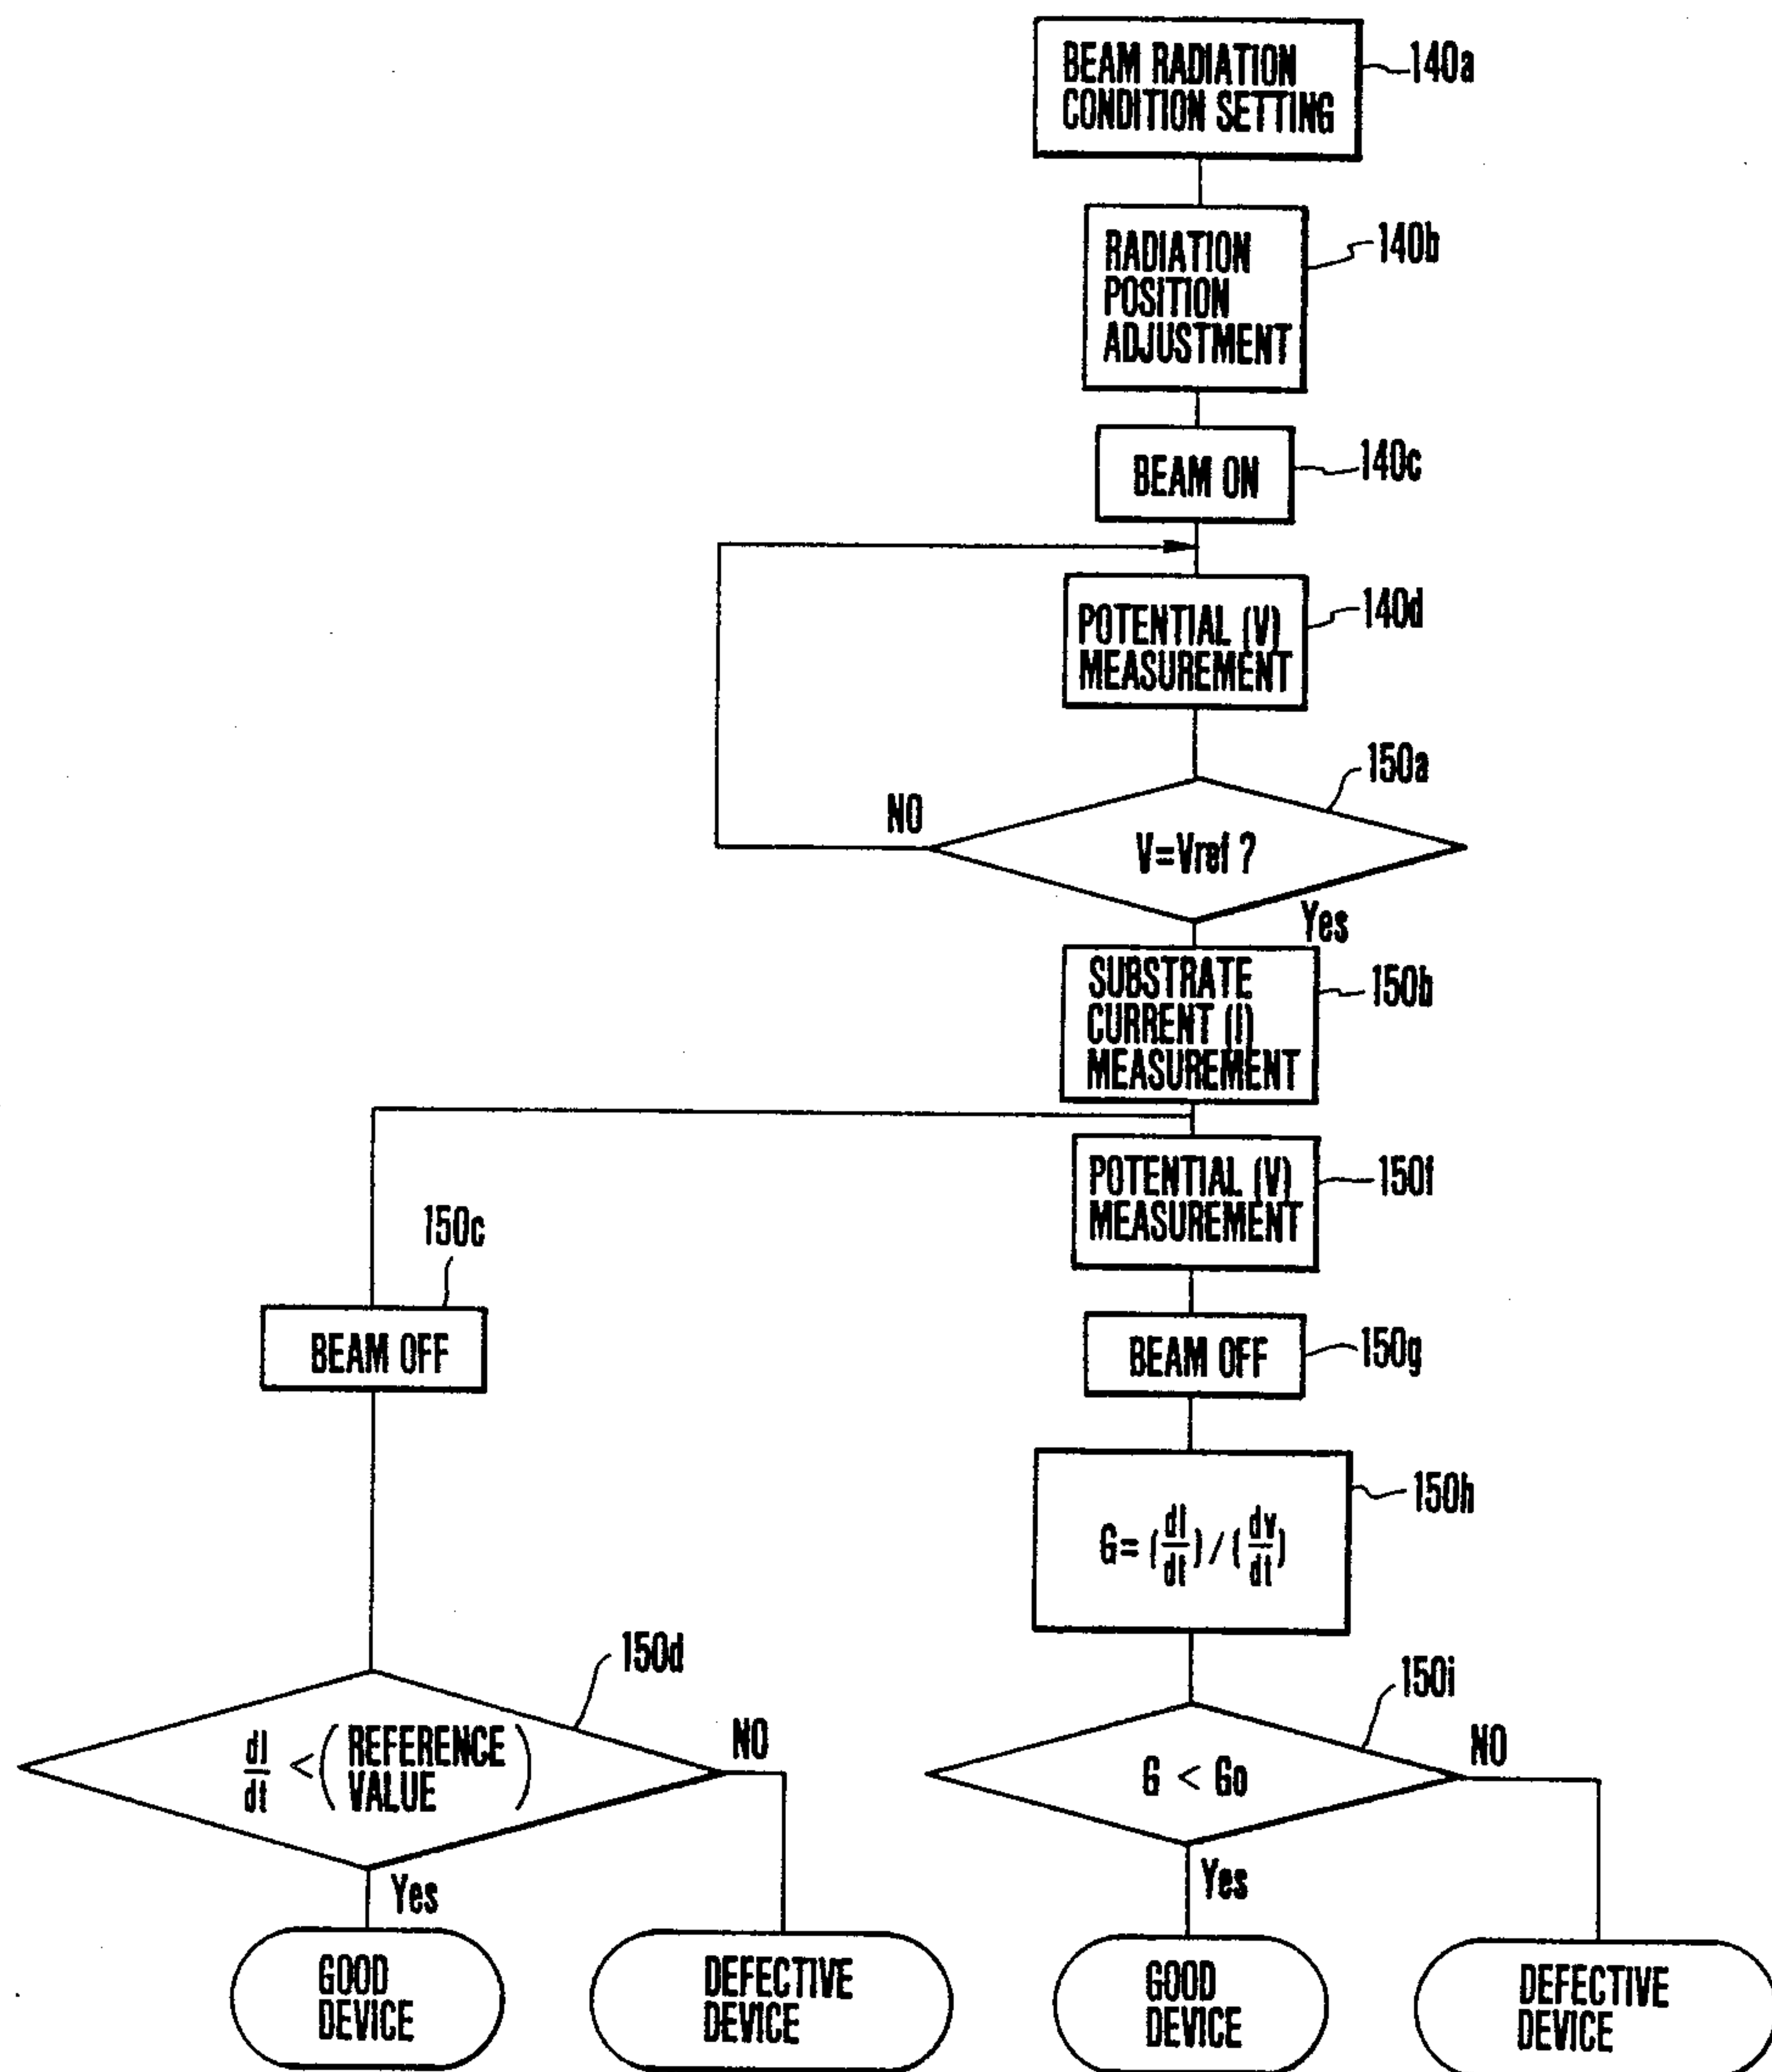 BEAM RADIATION
CONDITION SETTING
140a
RADIATION
POSITION
ADJUSTMENT
140b
BEAM ON
140c
POTENTIAL (V)
MEASUREMENT
140d
150a
NO
V=Vref ?
Yes
SUBSTRATE
CURRENT (I)
MEASUREMENT
150b
POTENTIAL (V)
MEASUREMENT
150f
150c
BEAM OFF
BEAM OFF
150g
G=(dI/dt)/(dv/dt)
150h
150d
dI/dt < (REFERENCE
VALUE)
NO
Yes
150i
G < Go
NO
Yes
GOOD
DEVICE
DEFECTIVE
DEVICE
GOOD
DEVICE
DEFECTIVE
DEVICE